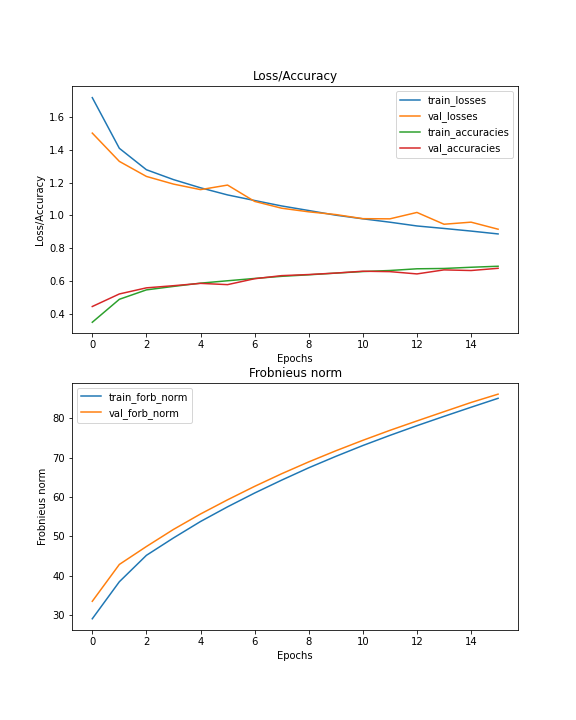 Loss/Accuracy
Loss/Accuracy
1.6
1.4
1.2
1.0
0.8
0.6
0.4
train_losses
val_losses
train_accuracies
val_accuracies
0 2 4 6 8 10 12 14
Epochs
Frobnieus norm
Frobnieus norm
80
70
60
50
40
30
train_forb_norm
val_forb_norm
0 2 4 6 8 10 12 14
Epochs